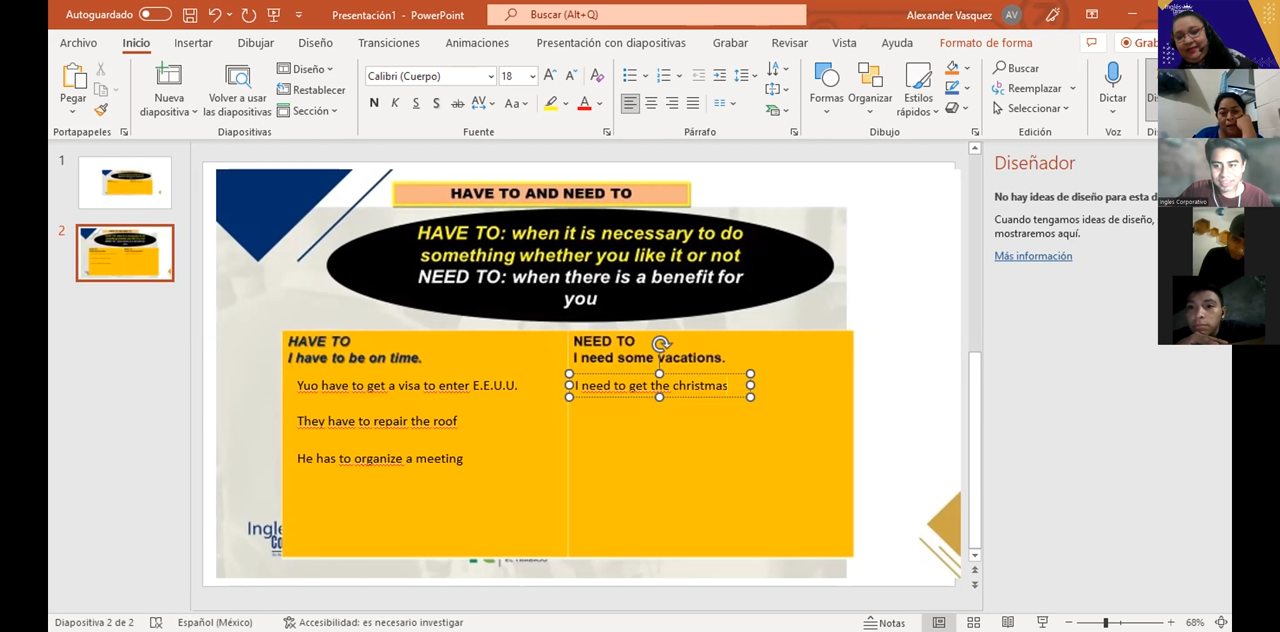 Autoguardado
Presentación1 - PowerPoint
Buscar (Alt+Q)
Alexander Vasquez
AV
Archivo Inicio Insertar Dibujar Diseño Transiciones Animaciones Presentación con diapositivas Grabar Revisar Vista Ayuda Formato de forma
Pegar
Portapapeles
Nueva diapositiva
Volver a usar las diapositivas
Diseño
Restablecer
Sección
Diapositivas
Calibri (Cuerpo) 18
N K S S ab AV Aa A
Fuente
Párrafo
Formas
Organizar
Estilos rápidos
Dibujo
Buscar
Reemplazar
Seleccionar
Edición
Dictar
Voz
1
2
HAVE TO AND NEED TO
HAVE TO: when it is necessary to do
something whether you like it or not
NEED TO: when there is a benefit for
you
HAVE TO
I have to be on time.
Yuo have to get a visa to enter E.E.U.U.
They have to repair the roof
He has to organize a meeting
NEED TO
I need some vacations.
I need to get the christmas
Diseñador
No hay ideas de diseño para esta d
Cuando tengamos ideas de diseño,
mostraremos aquí.
Más información
Ingles Corporativo
Diapositiva 2 de 2
Español (México)
Accesibilidad: es necesario investigar
Notas
68%